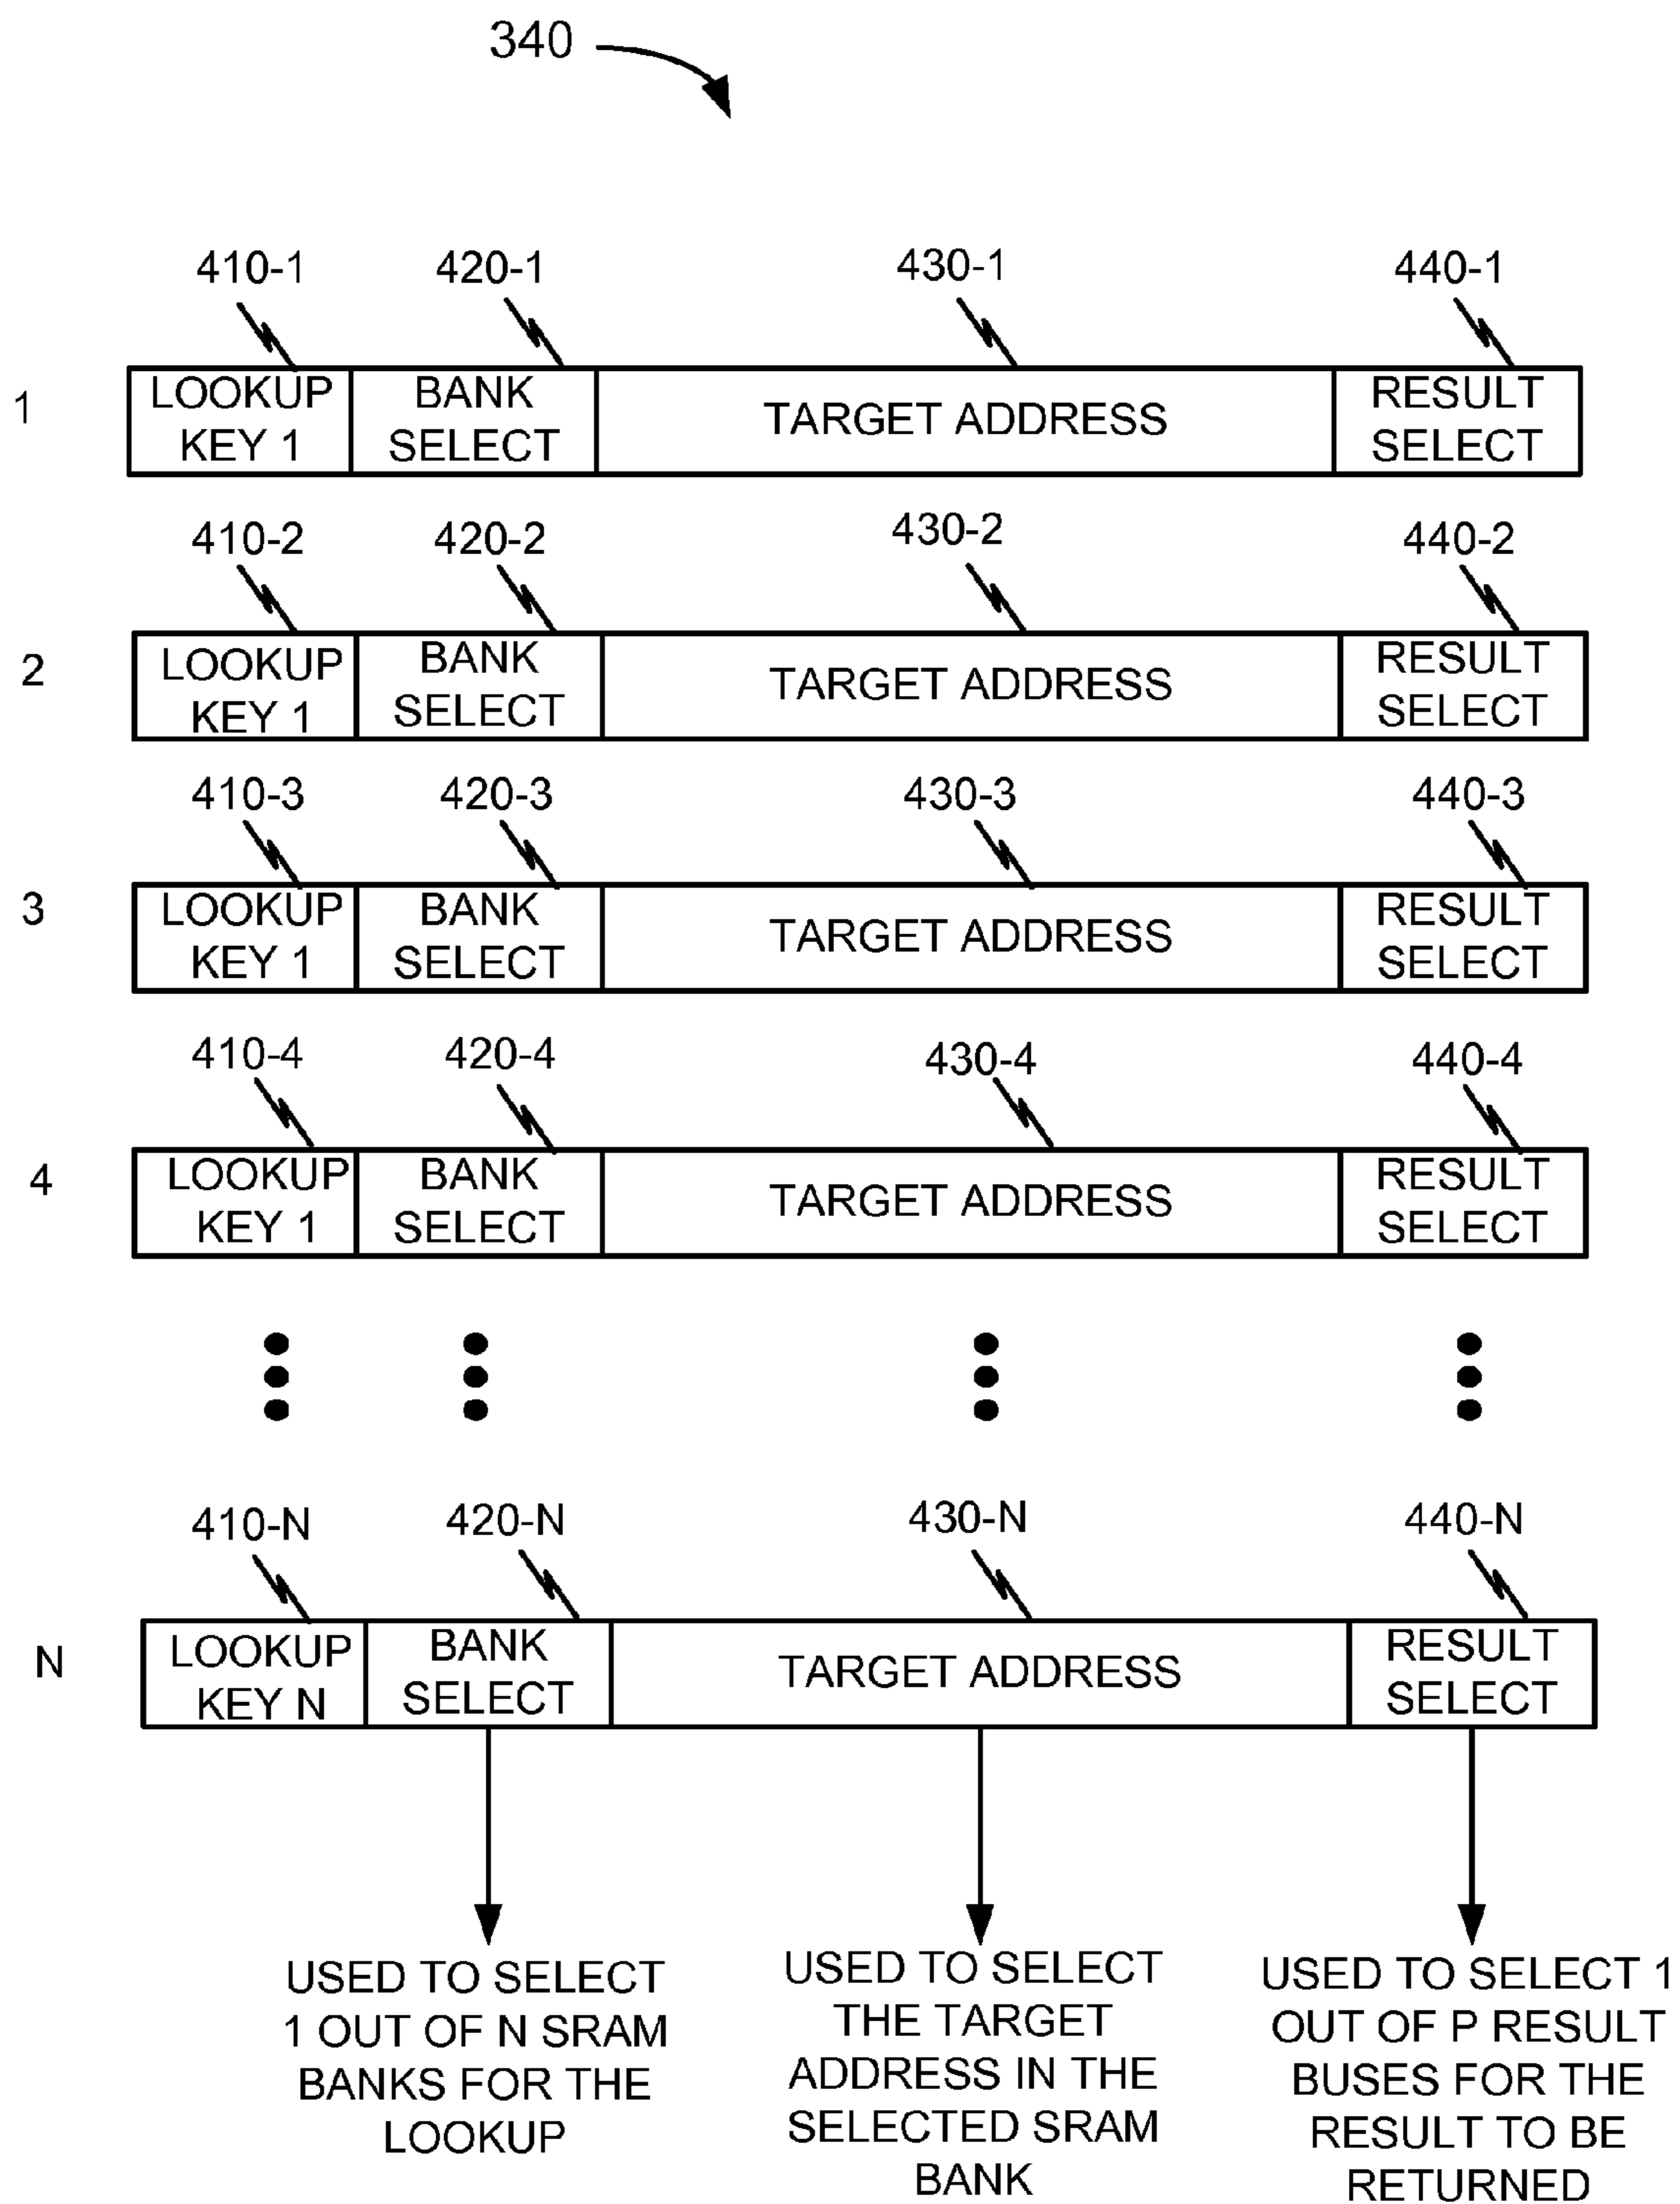 340
410-1 420-1 430-1 440-1
1
LOOKUP
KEY 1
BANK
SELECT
TARGET ADDRESS
RESULT
SELECT
410-2 420-2 430-2 440-2
2
LOOKUP
KEY 1
BANK
SELECT
TARGET ADDRESS
RESULT
SELECT
410-3 420-3 430-3 440-3
3
LOOKUP
KEY 1
BANK
SELECT
TARGET ADDRESS
RESULT
SELECT
410-4 420-4 430-4 440-4
4
LOOKUP
KEY 1
BANK
SELECT
TARGET ADDRESS
RESULT
SELECT
410-N 420-N 430-N 440-N
N
LOOKUP
KEY N
BANK
SELECT
TARGET ADDRESS
RESULT
SELECT
USED TO SELECT
1 OUT OF N SRAM
BANKS FOR THE
LOOKUP
USED TO SELECT
THE TARGET
ADDRESS IN THE
SELECTED SRAM
BANK
USED TO SELECT 1
OUT OF P RESULT
BUSES FOR THE
RESULT TO BE
RETURNED